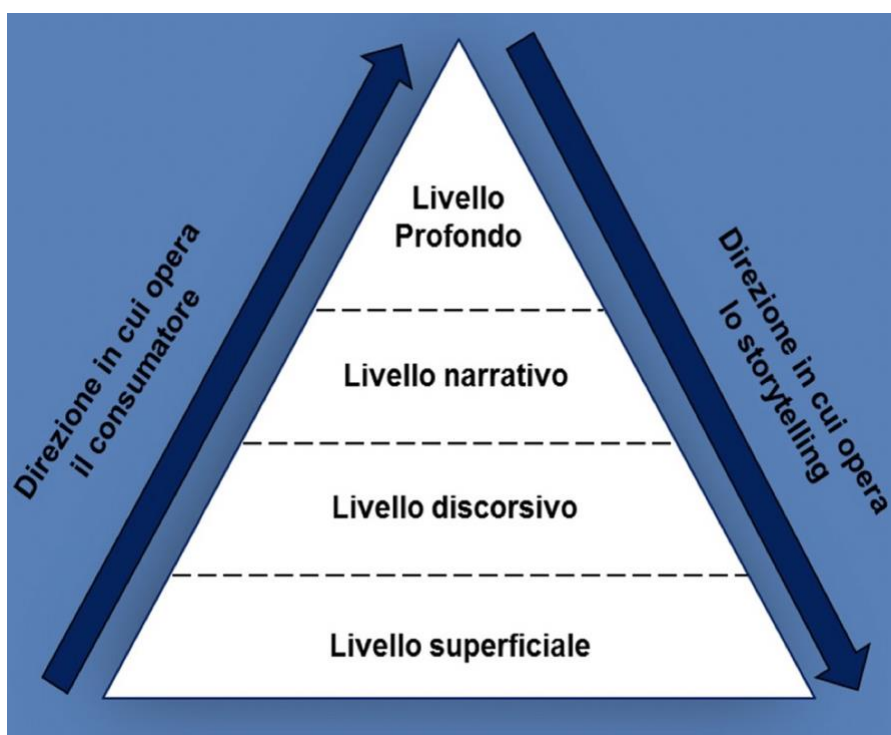 Livello
Profondo
Livello narrativo
Livello discorsivo
Livello superficiale
Direzione in cui opera
il consumatore
Direzione in cui opera
lo storytelling